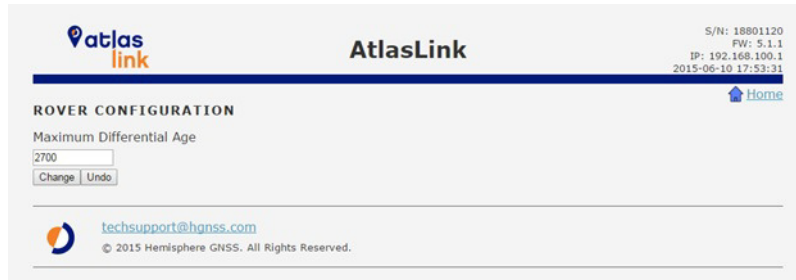 atlas
link
AtlasLink
S/N: 18801120
FW: 5.1.1
IP: 192.168.100.1
2015-06-10 17:53:31
Home
ROVER CONFIGURATION
Maximum Differential Age
2700
Change Undo
techsupport@hgnss.com
© 2015 Hemisphere GNSS. All Rights Reserved.